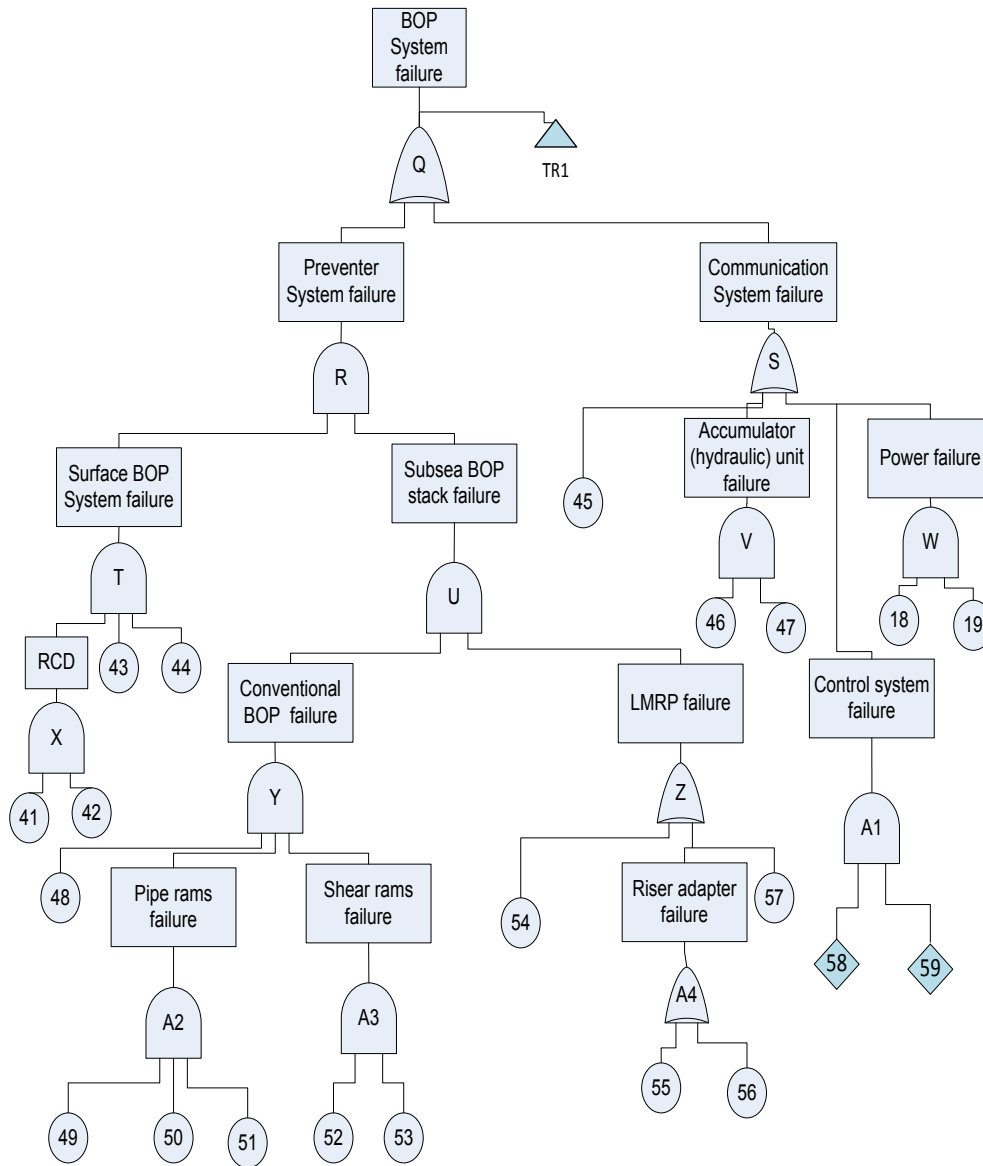 BOP
System
failure
Q
TR1
Preventer
System failure
Communication
System failure
R
S
Surface BOP
System failure
Subsea BOP
stack failure
45
Accumulator
(hydraulic) unit
failure
Power failure
T
U
V
W
46
47
18
19
RCD
43
44
X
41
42
Conventional
BOP failure
LMRP failure
Control system
failure
Y
Z
A1
48
Pipe rams
failure
Shear rams
failure
54
Riser adapter
failure
57
58
59
A2
A3
A4
49
50
51
52
53
55
56